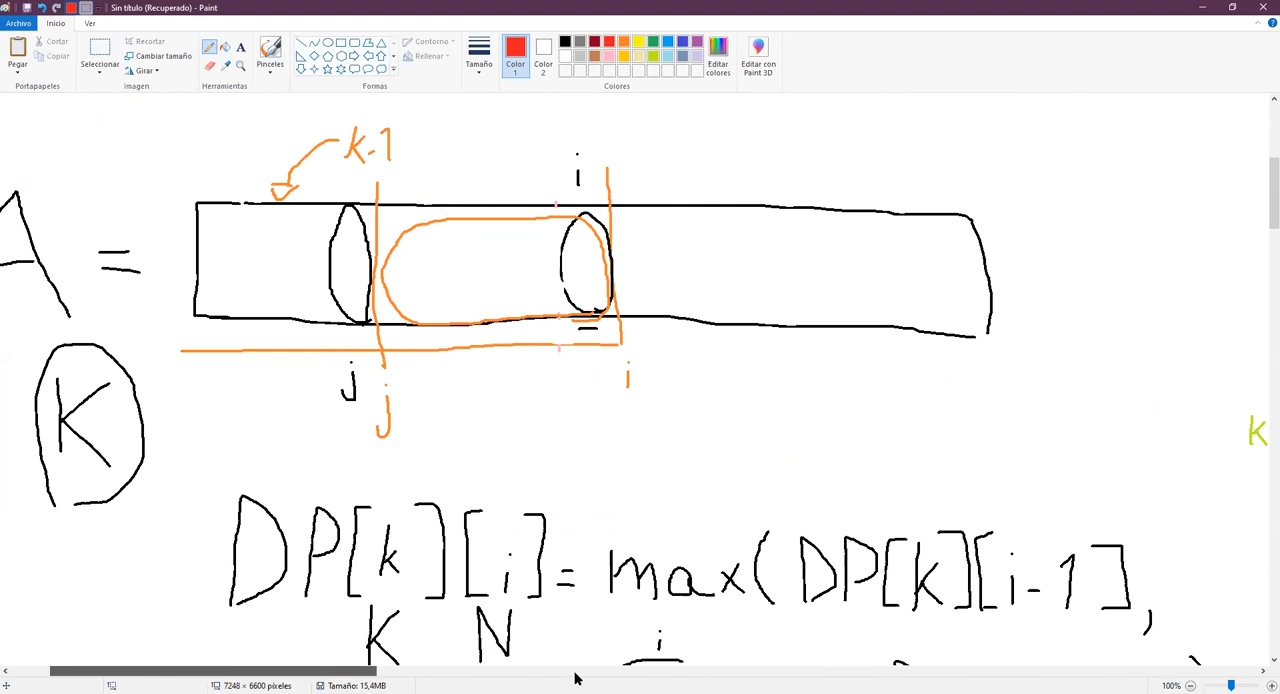 Sin título (Recuperado) - Paint
Archivo Inicio Ver
Pegar
Cortar
Copiar
Seleccionar
Recortar
Cambiar tamaño
Girar
Pinceles
Contorno
Rellenar
Tamaño
Color 1
Color 2
Editar colores
Editar con Paint 3D
Portapapeles Imagen Herramientas Formas Colores
k-1
i
A =
j
j
i
K
k
DP[k][i] = max(DP[k][i-1],
K N
i
7248 × 6600 píxeles Tamaño: 15,4MB 100%